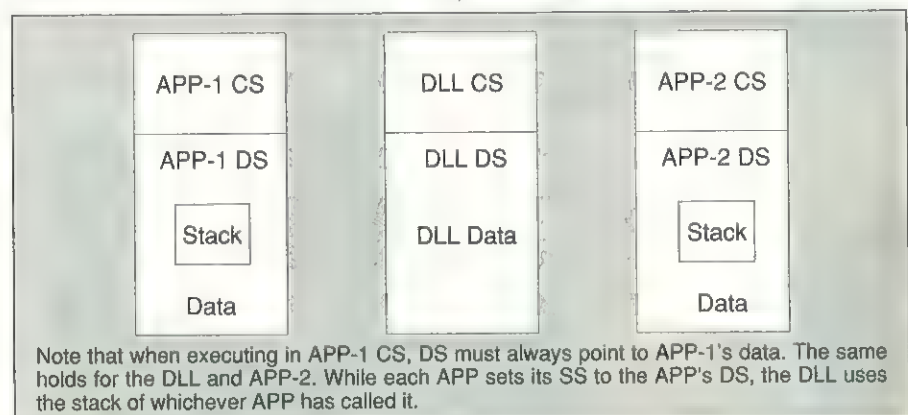 APP-1 CS
DLL CS
APP-2 CS
APP-1 DS
DLL DS
APP-2 DS
Stack
DLL Data
Stack
Data
Data
Note that when executing in APP-1 CS, DS must always point to APP-1's data. The same
holds for the DLL and APP-2. While each APP sets its SS to the APP's DS, the DLL uses
the stack of whichever APP has called it.